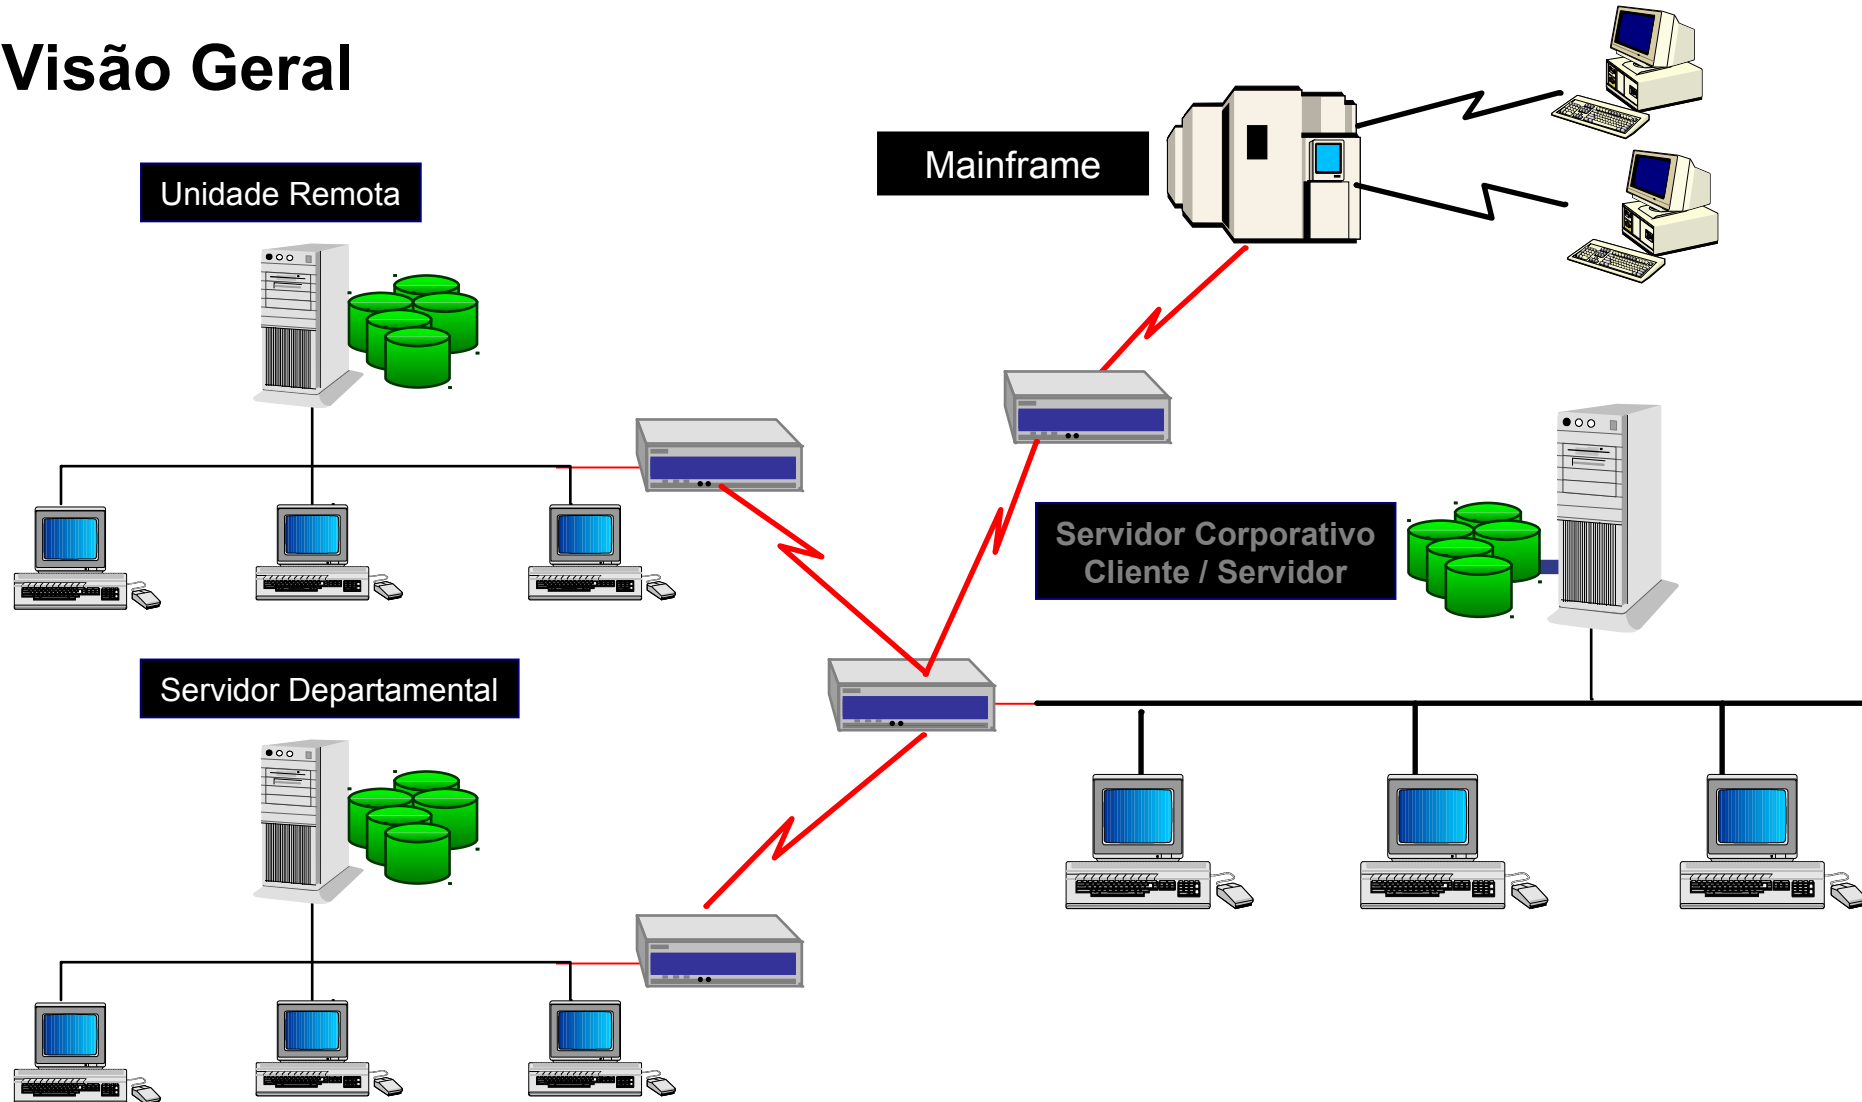 Visão Geral
Mainframe
Unidade Remota
Servidor Corporativo
Cliente / Servidor
Servidor Departamental